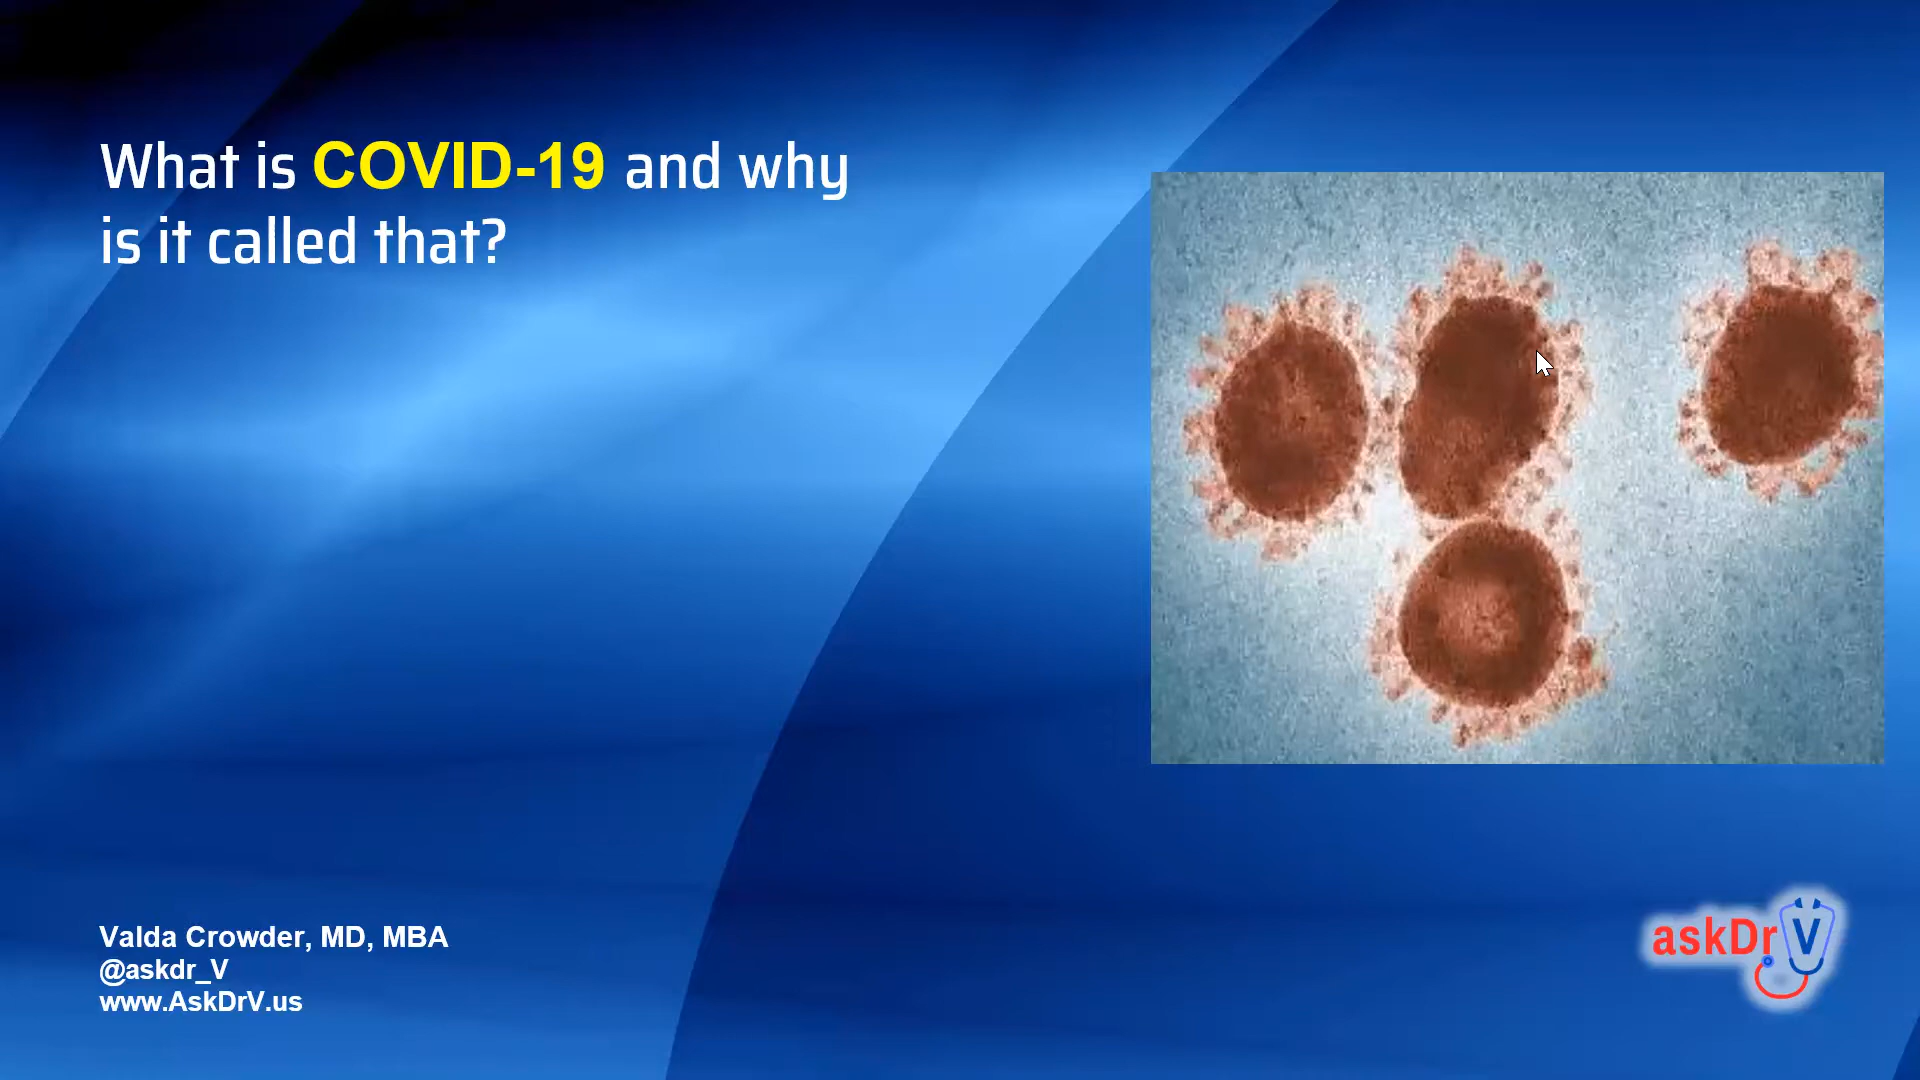 What is COVID-19 and why
is it called that?
Valda Crowder, MD, MBA
@askdr_V
www.AskDrV.us
askDrV